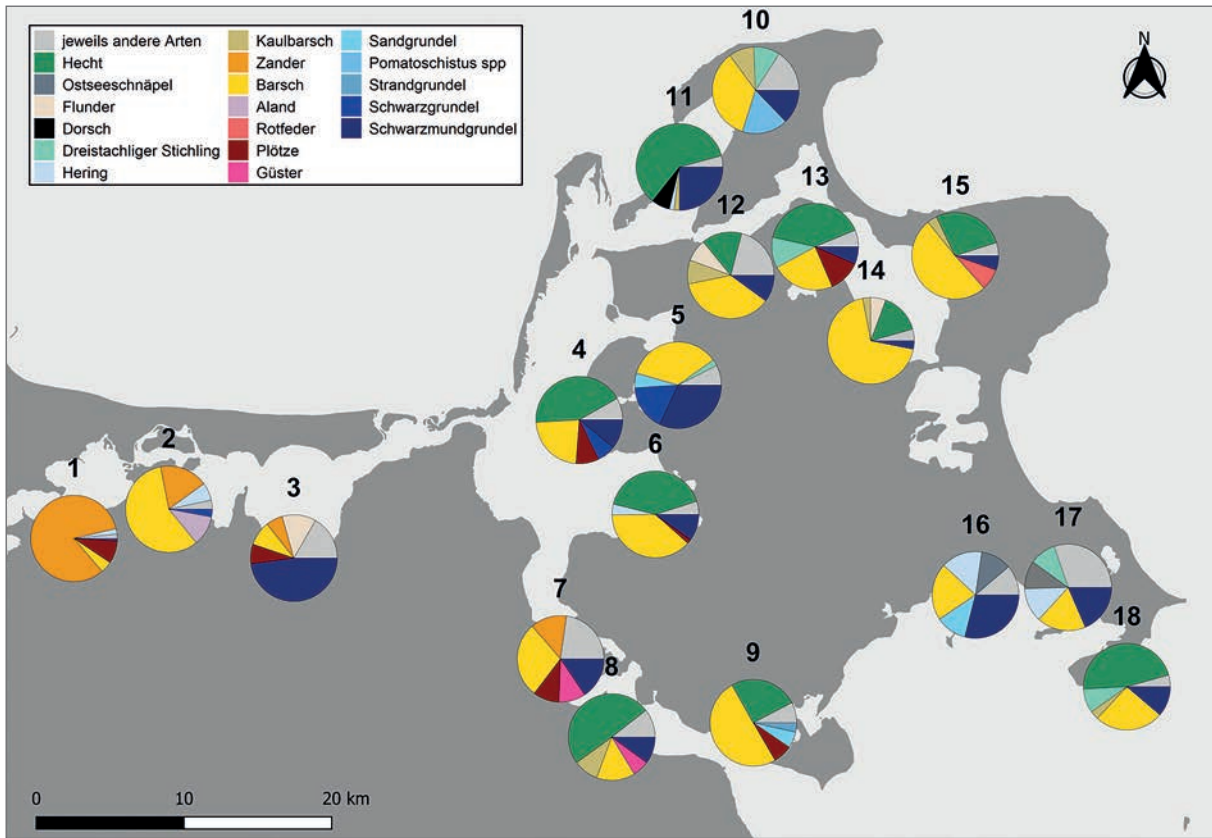 jeweils andere Arten
Hecht
Ostseeschnäpel
Flunder
Dorsch
Dreistachliger Stichling
Hering
Kaulbarsch
Zander
Barsch
Aland
Rotfeder
Plötze
Güster
Sandgrundel
Pomatoschistus spp
Strandgrundel
Schwarzgrundel
Schwarzmundgrundel
N
10
11
12
13
15
14
5
4
6
2
1
3
16
17
7
18
8
9
0 10 20 km